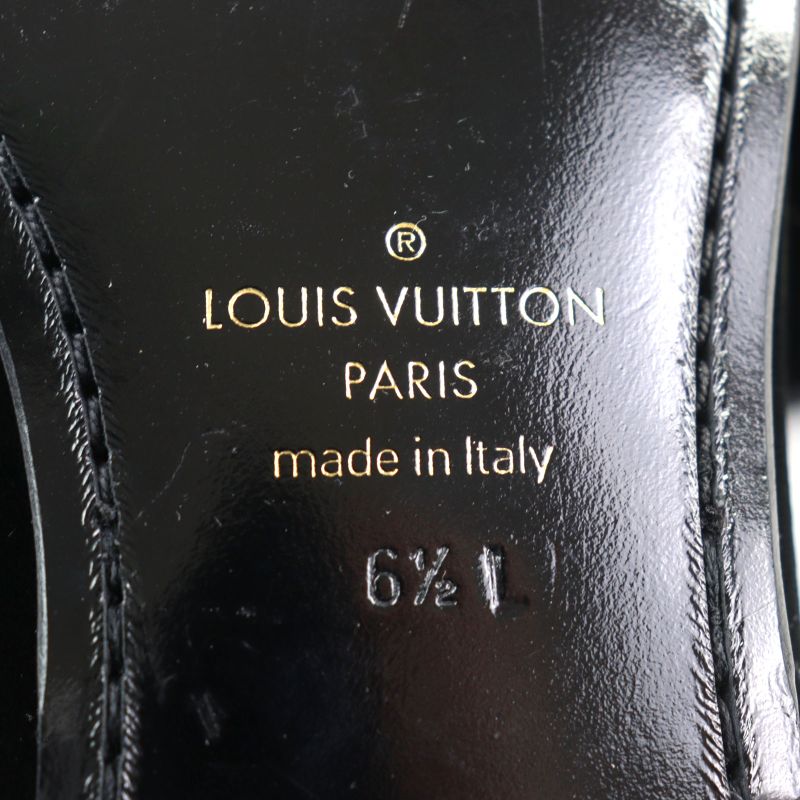 ®
LOUIS VUITTON
PARIS
made in Italy
6½ L